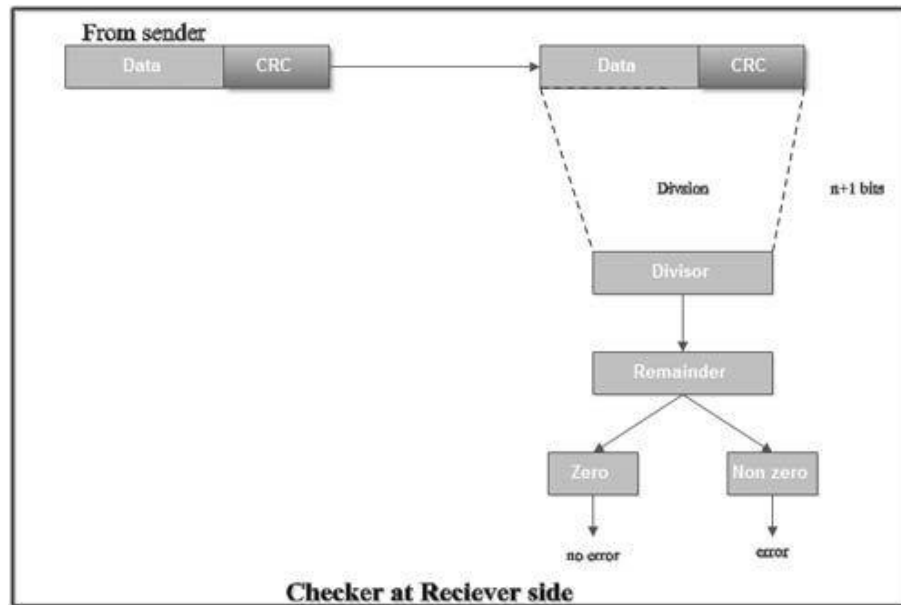 From sender
Data CRC Data CRC
Division n+1 bits
Divisor
Remainder
Zero Non zero
no error error
Checker at Reciever side